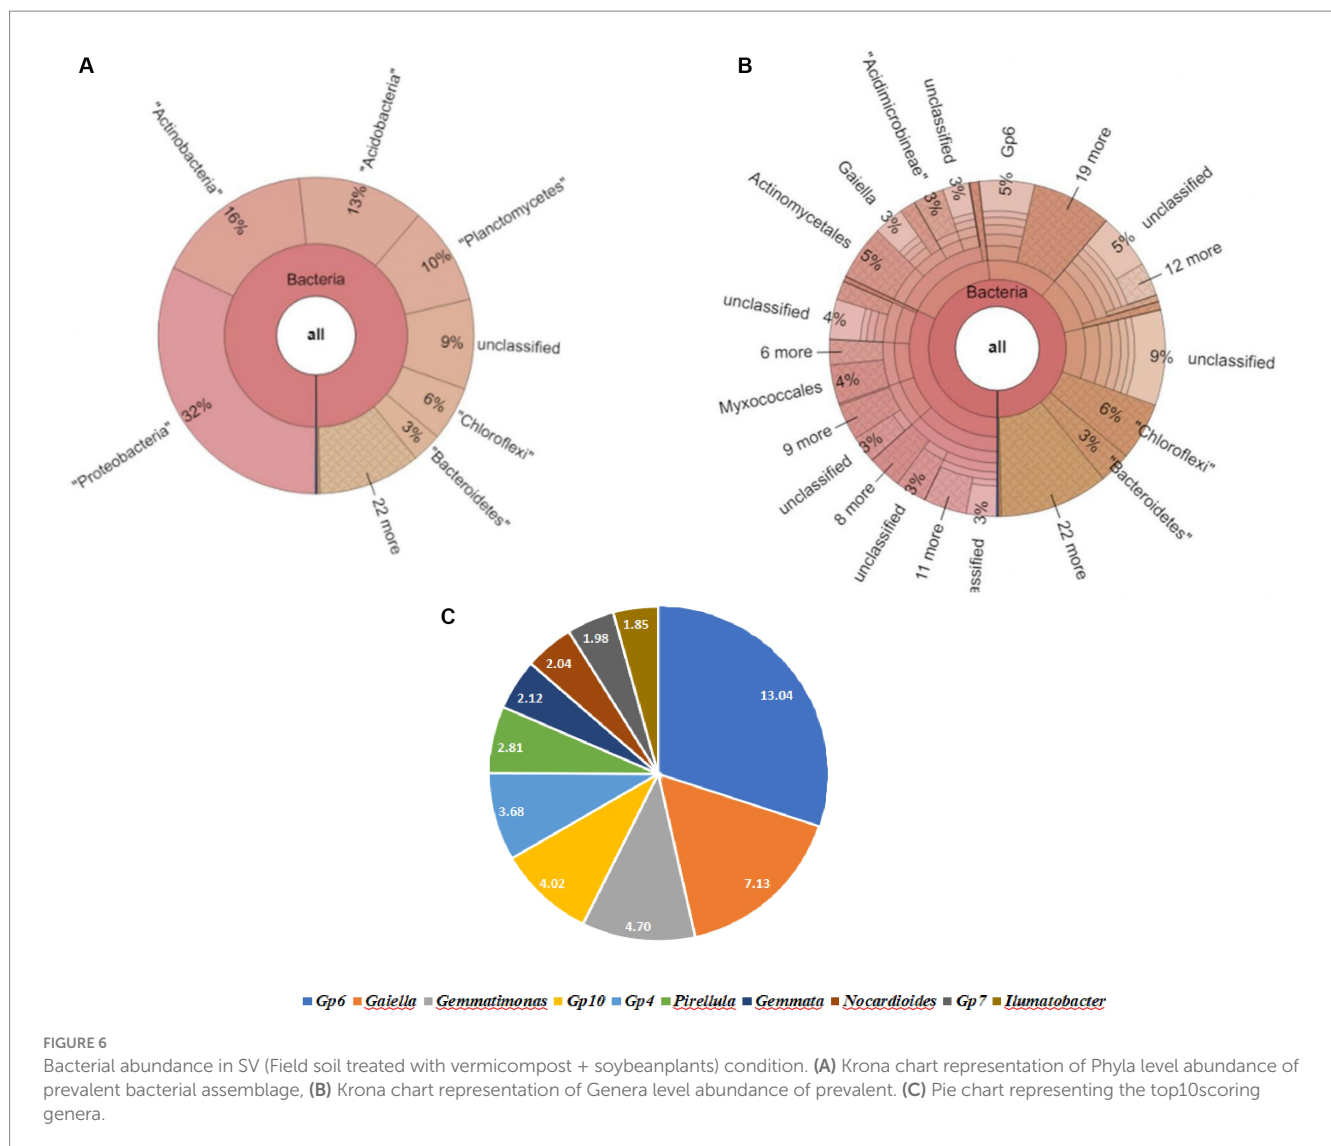 A
"Actinobacteria"
16%
"Acidobacteria"
13%
"Planctomycetes"
10%
Bacteria
all
9% unclassified
6%
"Chloroflexi"
3%
"Bacteroidetes"
22 more
32%
"Proteobacteria"
B
"Acidimicrobineae"
3%
unclassified
3%
Gp6
5%
19 more
unclassified
5%
12 more
Gaiella
3%
Actinomycetales
5%
Bacteria
all
unclassified 4%
9% unclassified
6 more
Myxococcales 4%
6%
"Chloroflexi"
3%
"Bacteroidetes"
9 more
3%
unclassified
8 more
3%
unclassified
11 more
3%
assified
22 more
C
1.85
1.98
2.04
2.12
2.81
3.68
4.02
4.70
7.13
13.04
Gp6 Gaiella Gemmatimonas Gp10 Gp4 Pirellula Gemmata Nocardioides Gp7 Ilumatobacter
FIGURE 6
Bacterial abundance in SV (Field soil treated with vermicompost + soybeanplants) condition. (A) Krona chart representation of Phyla level abundance of
prevalent bacterial assemblage, (B) Krona chart representation of Genera level abundance of prevalent. (C) Pie chart representing the top10scoring
genera.